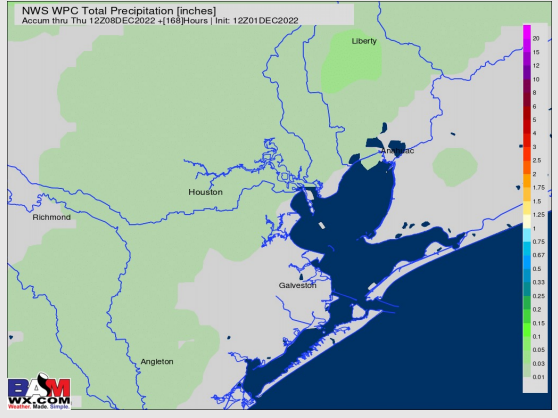 NWS WPC Total Precipitation [inches]
Accum thru Thu 12Z08DEC2022 +[168]Hours | Init: 12Z01DEC2022
Liberty
Anahuac
Houston
Richmond
Galveston
Angleton
20
15
12
10
8
6
5
4
3
2.5
2
1.75
1.5
1.25
1
0.75
0.67
0.5
0.33
0.25
0.2
0.15
0.1
0.05
0.03
0.01
BAM
WX.COM
Weather. Made. Simple.